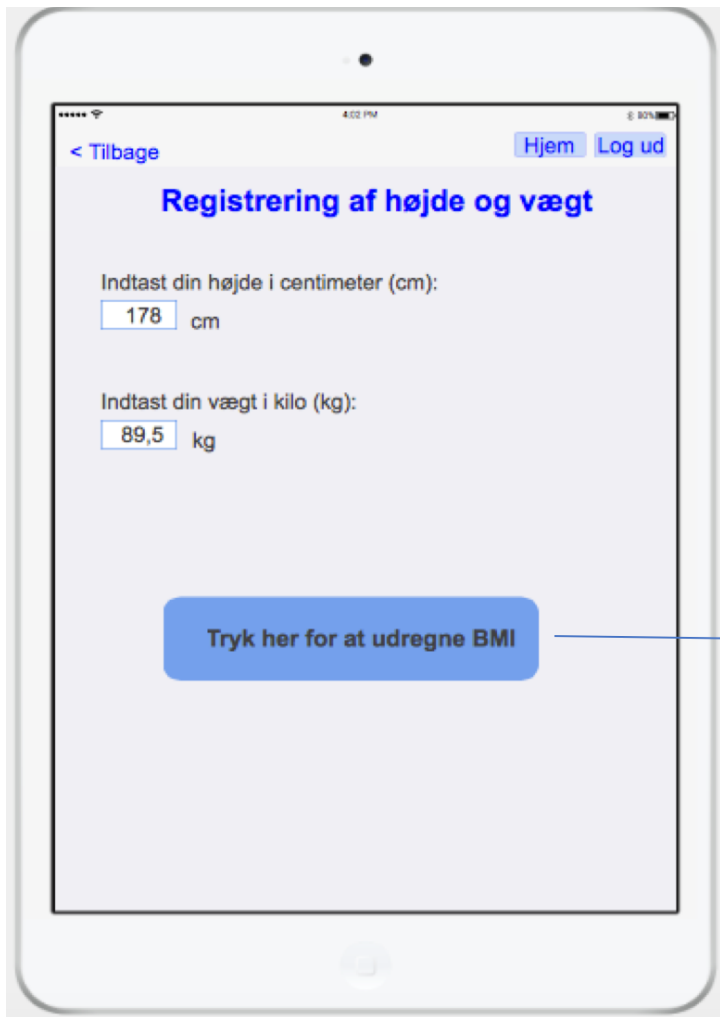 4:02 PM
80%
< Tilbage
Hjem
Log ud
Registrering af højde og vægt
Indtast din højde i centimeter (cm):
178 cm
Indtast din vægt i kilo (kg):
89,5 kg
Tryk her for at udregne BMI